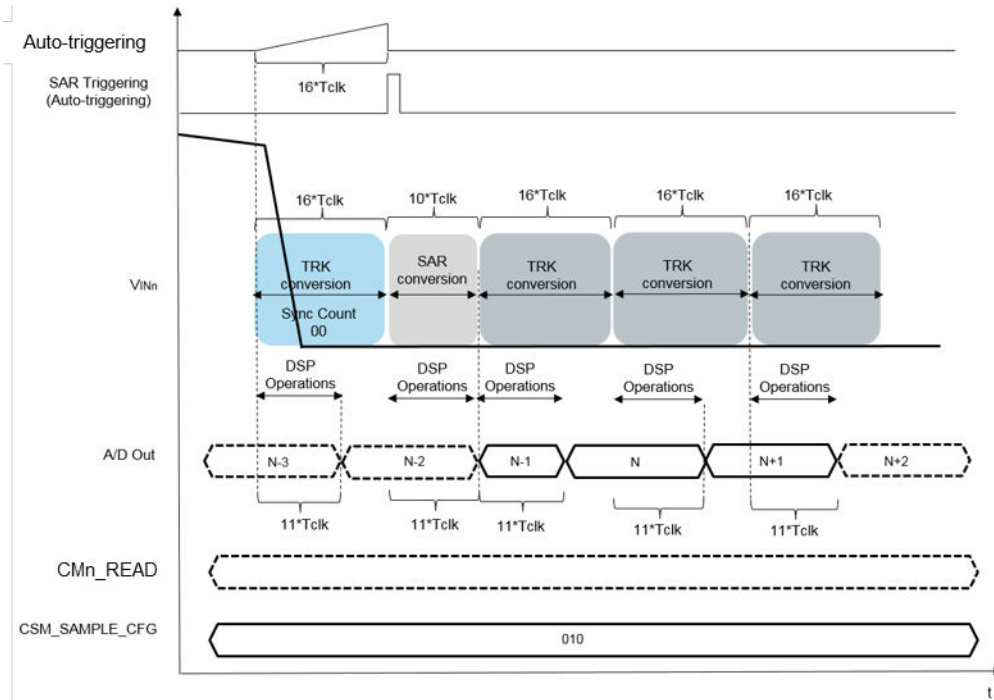 Auto-triggering
16*Tclk
SAR Triggering
(Auto-triggering)
16*Tclk
10*Tclk
16*Tclk
16*Tclk
16*Tclk
VINn
TRK
conversion
Sync Count
00
SAR
conversion
TRK
conversion
TRK
conversion
TRK
conversion
DSP
Operations
DSP
Operations
DSP
Operations
DSP
Operations
DSP
Operations
A/D Out
N-3
N-2
N-1
N
N+1
N+2
11*Tclk
11*Tclk
11*Tclk
11*Tclk
11*Tclk
CMn_READ
CSM_SAMPLE_CFG
010
t